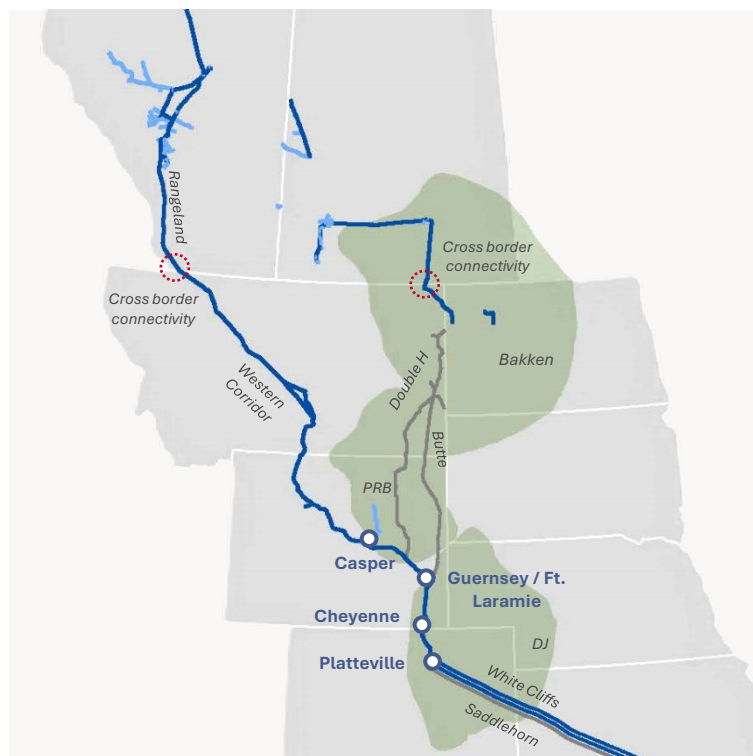 Rangeland
Cross border
connectivity
Cross border
connectivity
Double H
Bakken
Western
Corridor
Butte
PRB
Casper
Guernsey / Ft.
Laramie
Cheyenne
DJ
Platteville
White Cliffs
Saddlehorn